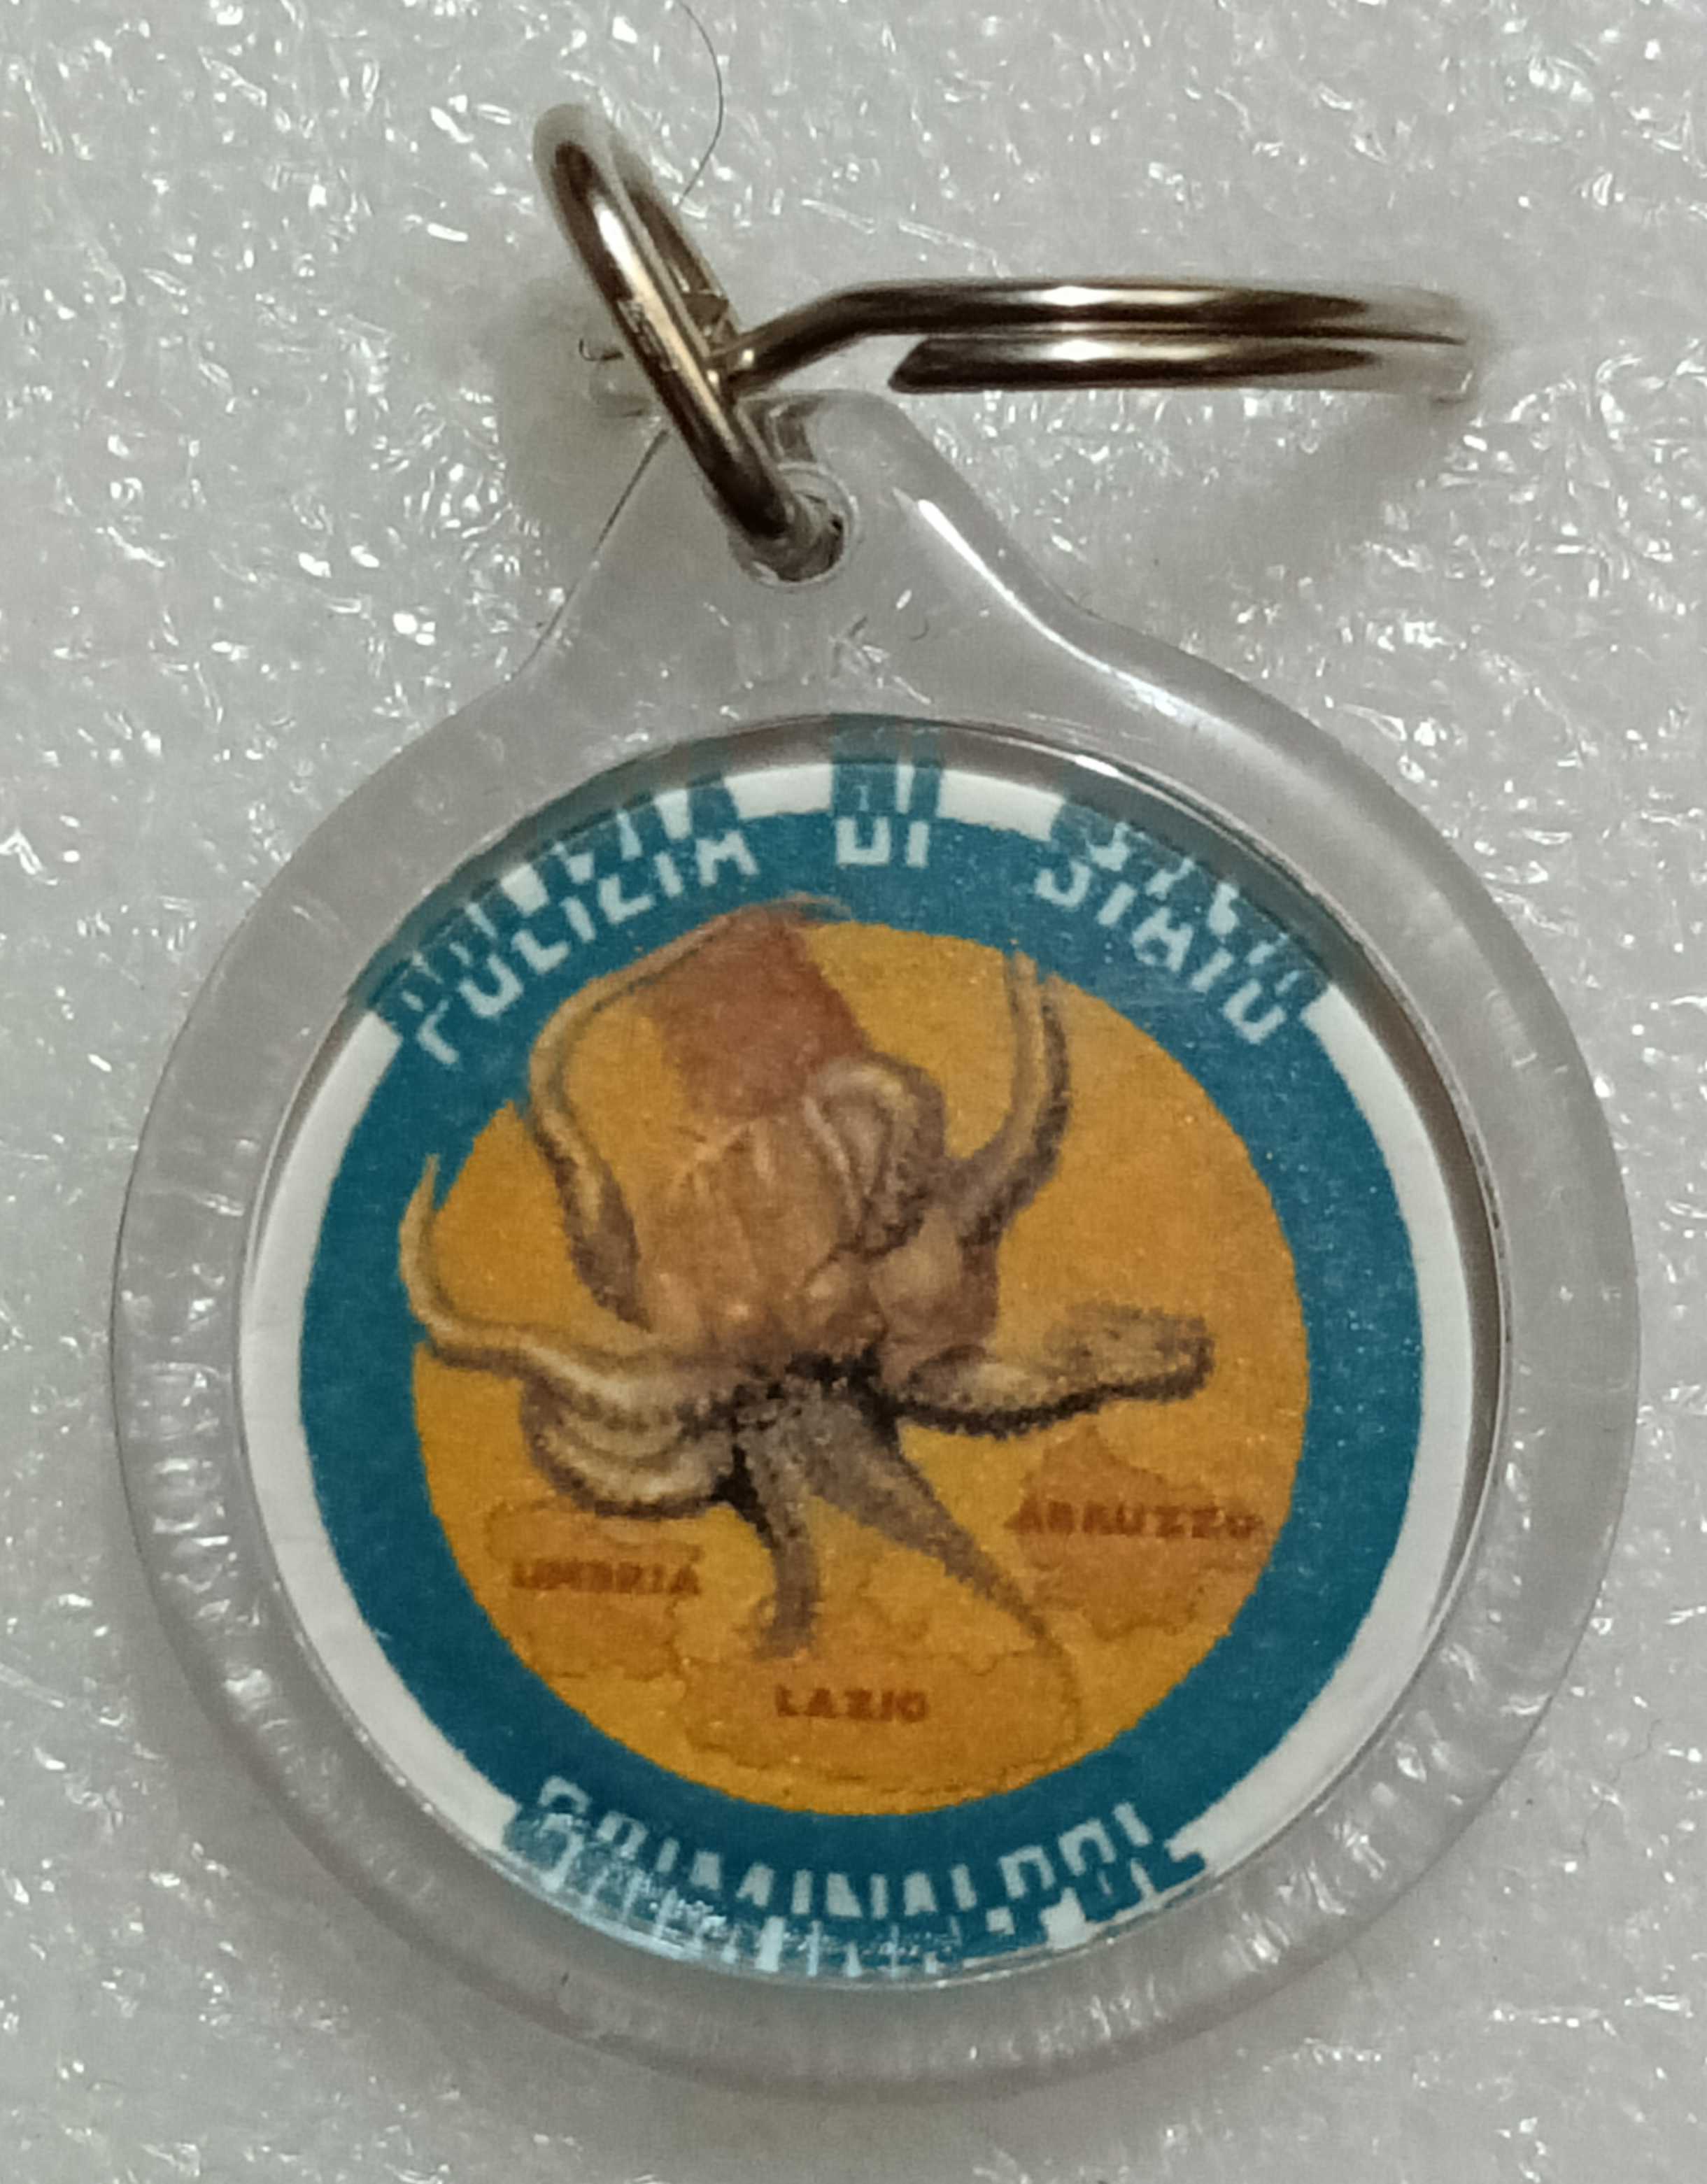 U.K.
POLIZIA DI STATO
UMBRIA
ABRUZZO
LAZIO
CRIMINALPOL